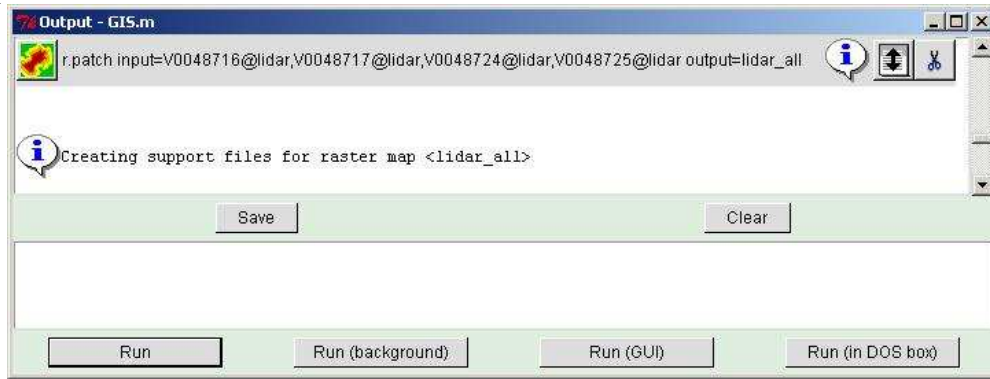 Output - GIS.m
r.patch input=V0048716@lidar,V0048717@lidar,V0048724@lidar,V0048725@lidar output=lidar_all
Creating support files for raster map <lidar_all>
Save Clear
Run Run (background) Run (GUI) Run (in DOS box)